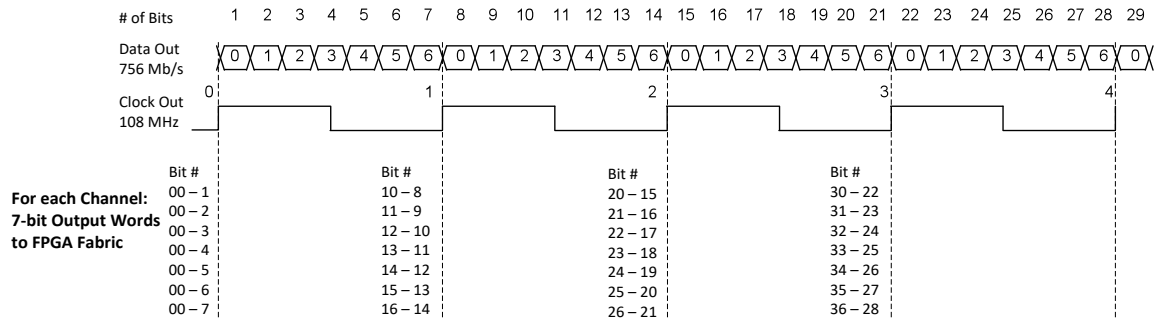 # of Bits 1 2 3 4 5 6 7 8 9 10 11 12 13 14 15 16 17 18 19 20 21 22 23 24 25 26 27 28 29
Data Out 0 1 2 3 4 5 6 0 1 2 3 4 5 6 0 1 2 3 4 5 6 0 1 2 3 4 5 6 0
756 Mb/s
0 1 2 3 4
Clock Out
108 MHz
Bit # Bit # Bit # Bit #
For each Channel:
7-bit Output Words
to FPGA Fabric
00 – 1 10 – 8 20 – 15 30 – 22
00 – 2 11 – 9 21 – 16 31 – 23
00 – 3 12 – 10 22 – 17 32 – 24
00 – 4 13 – 11 23 – 18 33 – 25
00 – 5 14 – 12 24 – 19 34 – 26
00 – 6 15 – 13 25 – 20 35 – 27
00 – 7 16 – 14 26 – 21 36 – 28